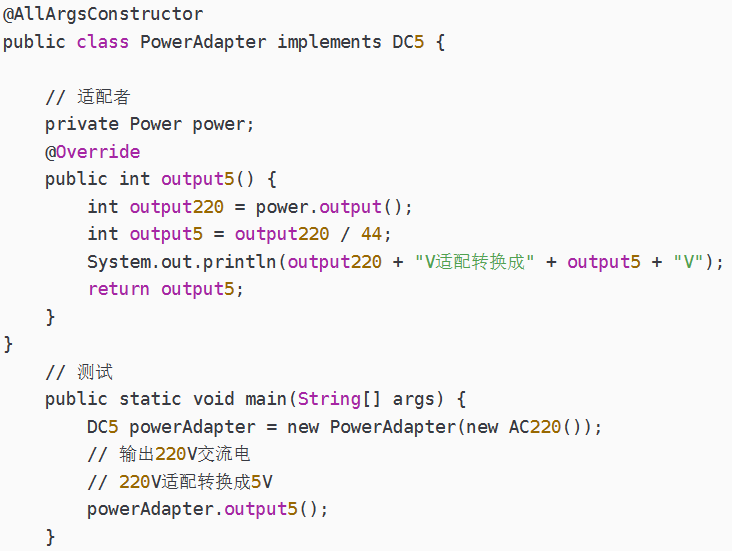 @AllArgsConstructor
public class PowerAdapter implements DC5 {
    // 适配者
    private Power power;
    @Override
    public int output5() {
        int output220 = power.output();
        int output5 = output220 / 44;
        System.out.println(output220 + "V适配转换成" + output5 + "V");
        return output5;
    }
}
    // 测试
    public static void main(String[] args) {
        DC5 powerAdapter = new PowerAdapter(new AC220());
        // 输出220V交流电
        // 220V适配转换成5V
        powerAdapter.output5();
    }